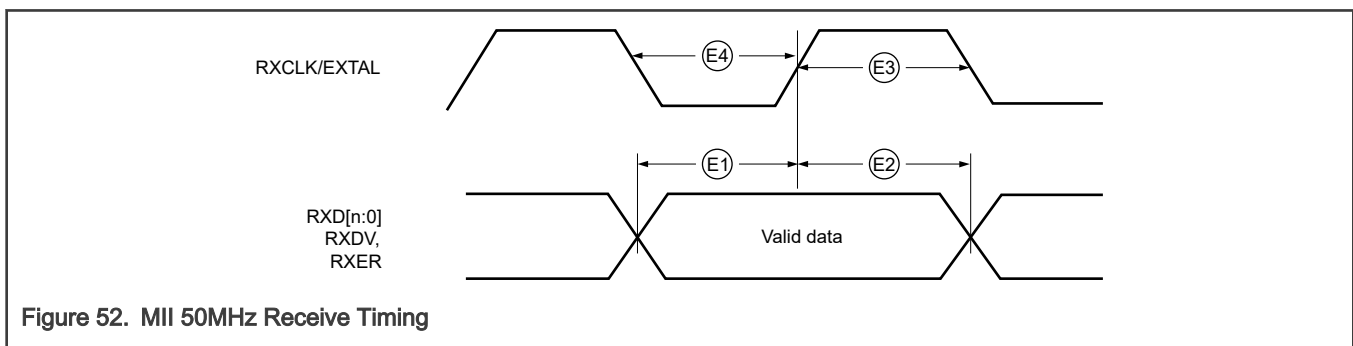 RXCLK/EXTAL
E4
E3
E1
E2
RXD[n:0]
RXDV,
RXER
Valid data
Figure 52. MII 50MHz Receive Timing